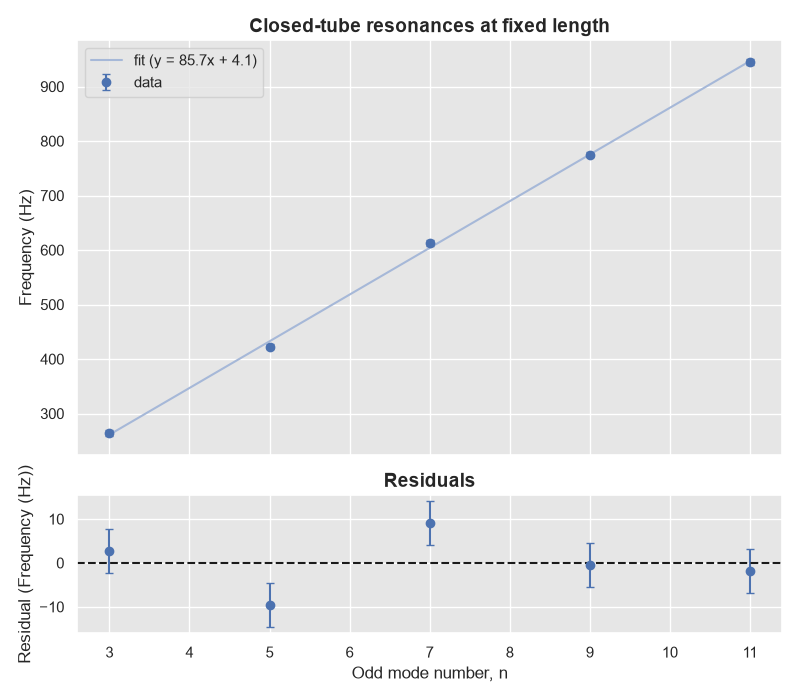 Closed-tube resonances at fixed length
fit (y = 85.7x + 4.1)
data
Frequency (Hz)
900
800
700
600
500
400
300
Residuals
Residual (Frequency (Hz))
10
0
−10
3 4 5 6 7 8 9 10 11
Odd mode number, n